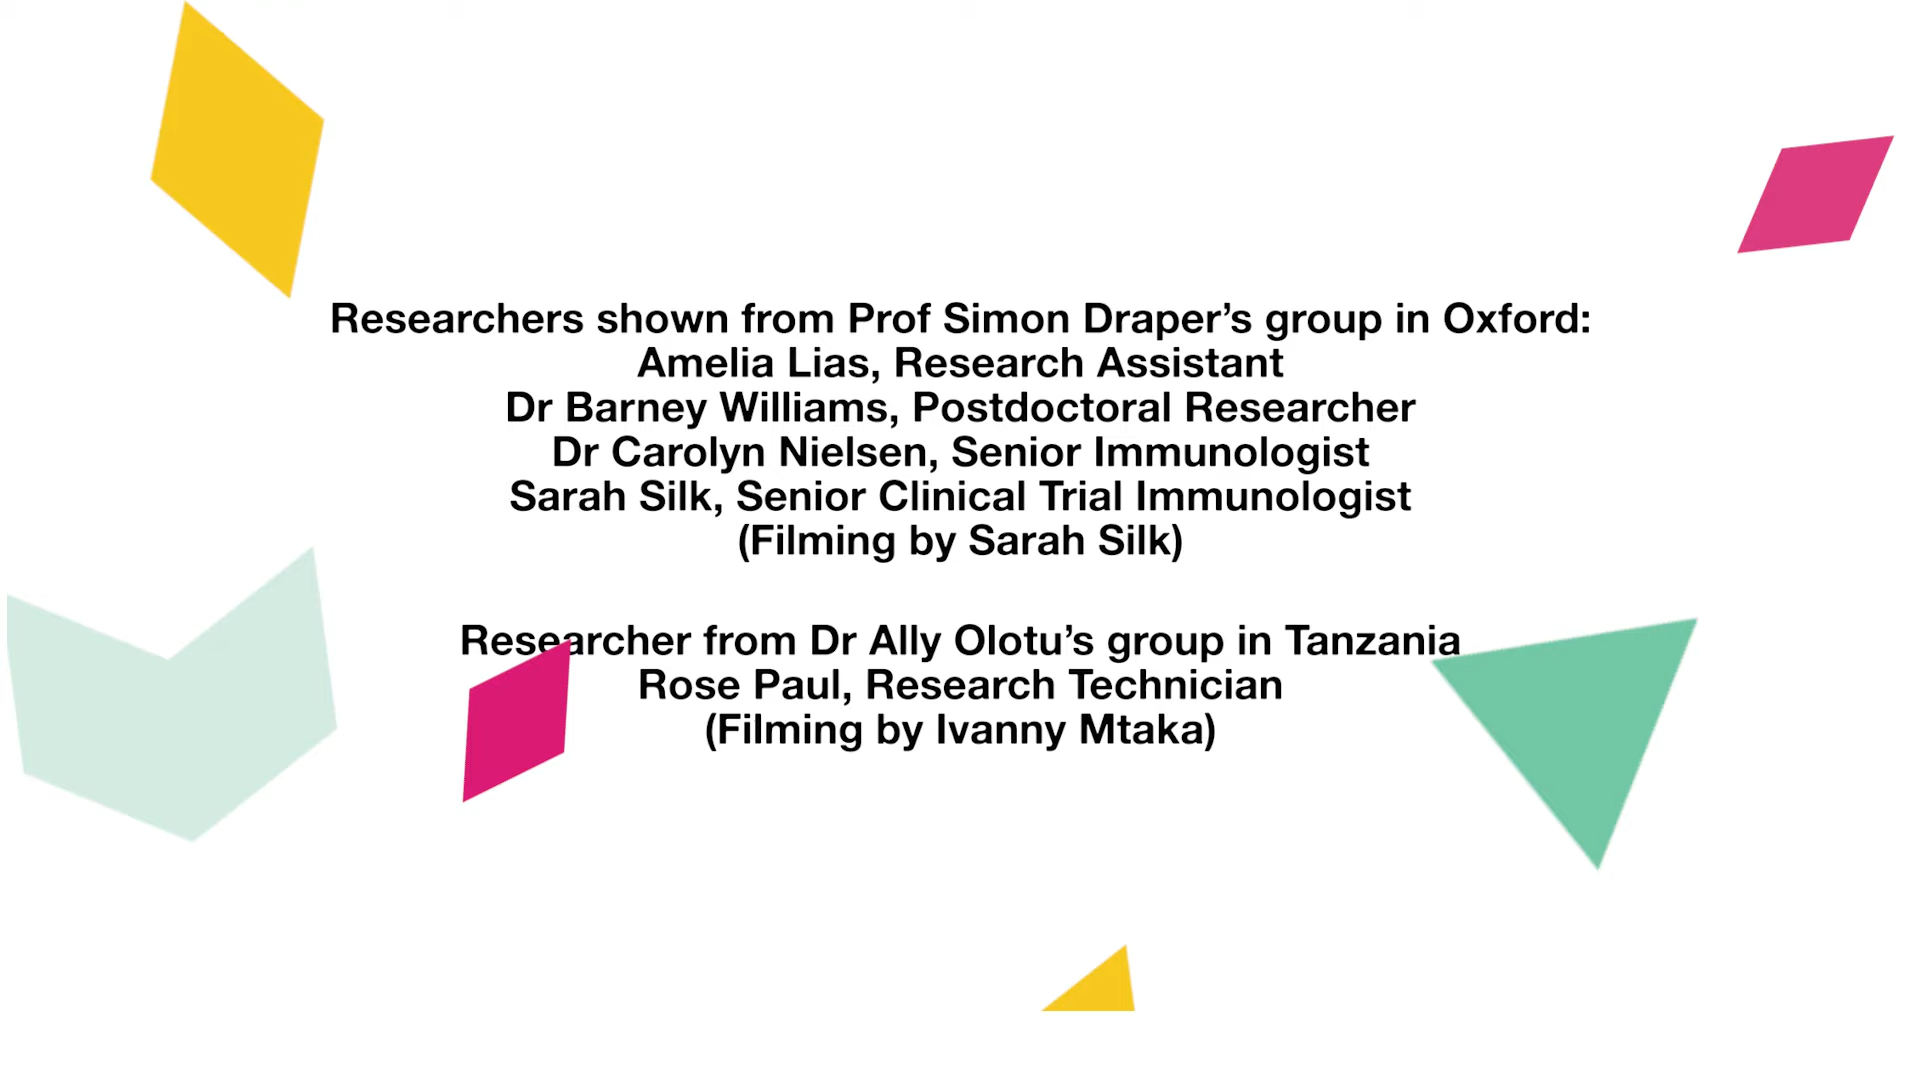 Researchers shown from Prof Simon Draper’s group in Oxford:
Amelia Lias, Research Assistant
Dr Barney Williams, Postdoctoral Researcher
Dr Carolyn Nielsen, Senior Immunologist
Sarah Silk, Senior Clinical Trial Immunologist
(Filming by Sarah Silk)
Researcher from Dr Ally Olotu’s group in Tanzania
Rose Paul, Research Technician
(Filming by Ivanny Mtaka)